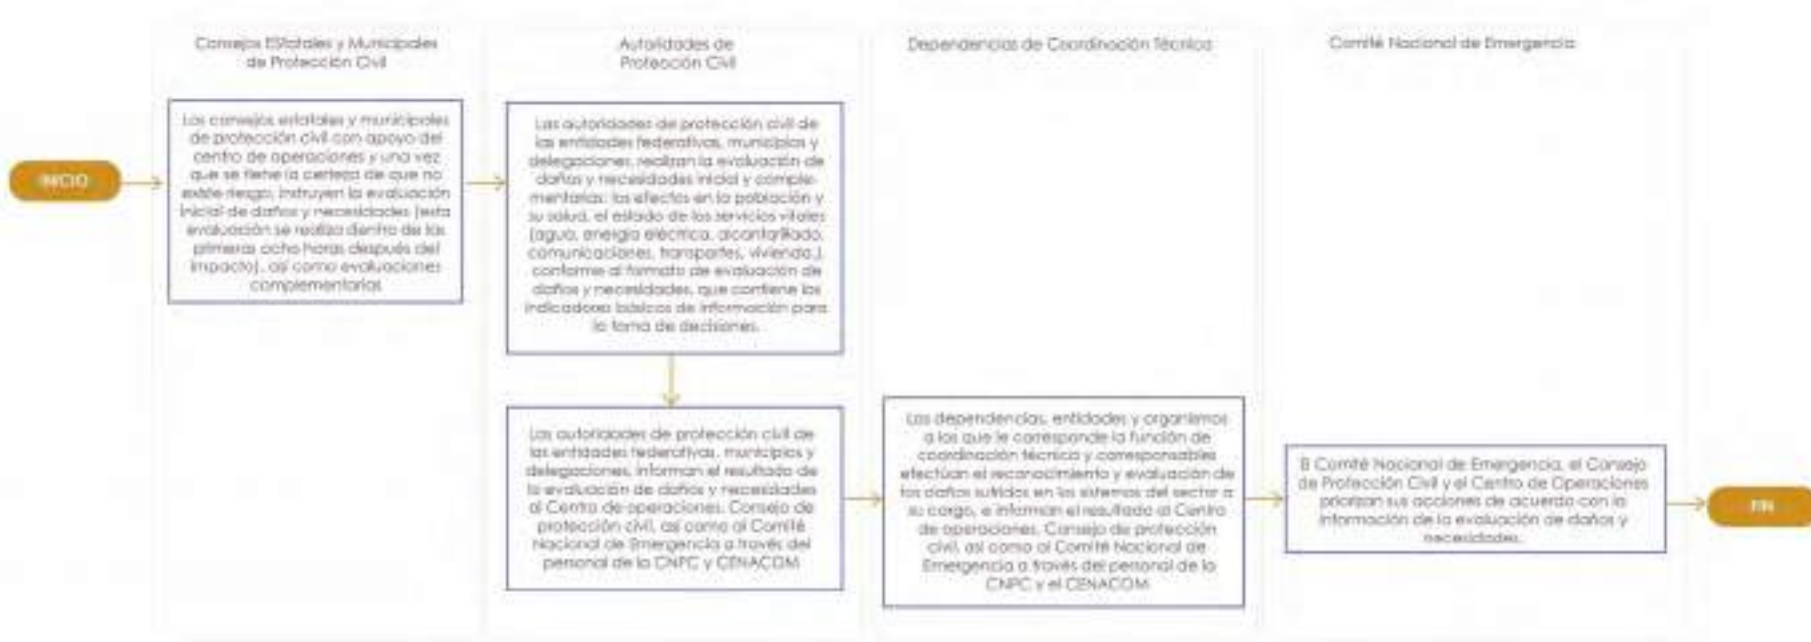 Consejos EStatales y Municipales
de Protección Civil
Autoridades de
Protección Civil
Dependencias de Coordinación Técnica
Comité Nacional de Emergencia
INICIO
Los consejos estatales y municipales
de protección civil con apoyo del
centro de operaciones y una vez
que se tiene la certeza de que no
existe riesgo, instruyen la evaluación
inicial de daños y necesidades (esta
evaluación se realiza dentro de las
primeras ocho horas después del
impacto), así como evaluaciones
complementarias
Las autoridades de protección civil de
las entidades federativas, municipios y
delegaciones, realizan la evaluación de
daños y necesidades inicial y comple-
mentarias: los efectos en la población y
su salud, el estado de los servicios vitales
(agua, energía eléctrica, alcantarillado,
comunicaciones, transportes, vivienda,),
conforme al formato de evaluación de
daños y necesidades, que contiene los
indicadores básicos de información para
la toma de decisiones.
Las autoridades de protección civil de
las entidades federativas, municipios y
delegaciones, informan el resultado de
la evaluación de daños y necesidades
al Centro de operaciones, Consejo de
protección civil, así como al Comité
Nacional de Emergencia a través del
personal de la CNPC y CENACOM
Las dependencias, entidades y organismos
a los que le corresponde la función de
coordinación técnica y corresponsables
efectúan el reconocimiento y evaluación de
los daños sufridos en los sistemas del sector a
su cargo, e informan el resultado al Centro
de operaciones, Consejo de protección
civil, así como al Comité Nacional de
Emergencia a través del personal de la
CNPC y el CENACOM
El Comité Nacional de Emergencia, el Consejo
de Protección Civil y el Centro de Operaciones
priorizan sus acciones de acuerdo con la
información de la evaluación de daños y
necesidades.
FIN